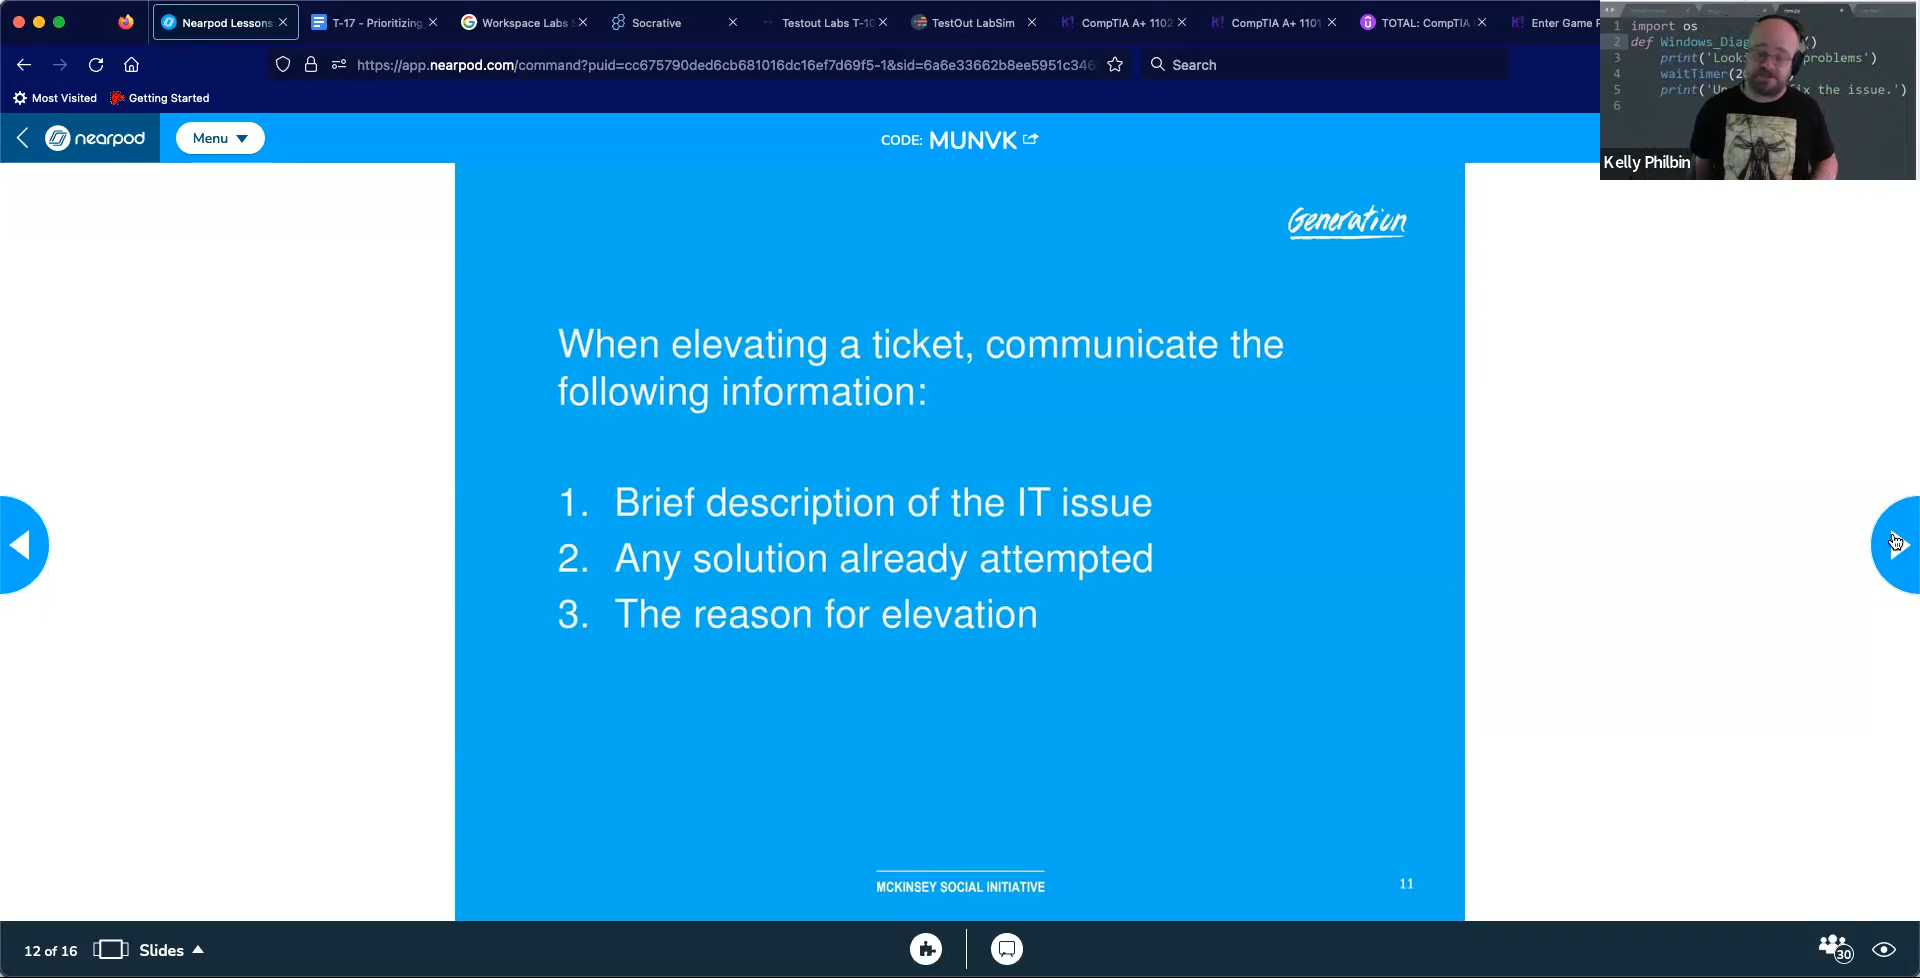 Nearpod Lessons:
T-17 - Prioritizing,
Workspace Labs
Socrative
Testout Labs T-10
TestOut LabSim
CompTIA A+ 1102
CompTIA A+ 1101
TOTAL: CompTIA
Enter Game P
https://app.nearpod.com/command?puid=cc675790ded6cb681016dc16ef7d69f5-1&sid=6a6e33662b8ee5951c346
Search
Most Visited
Getting Started
nearpod
Menu
CODE: MUNVK
1 import os
2 def Windows_Diag ()
3 print('Looki problems')
4 waitTimer(2
5 print('Un fix the issue.')
6
Kelly Philbin
Generation
When elevating a ticket, communicate the
following information:
1. Brief description of the IT issue
2. Any solution already attempted
3. The reason for elevation
MCKINSEY SOCIAL INITIATIVE
11
12 of 16
Slides
30